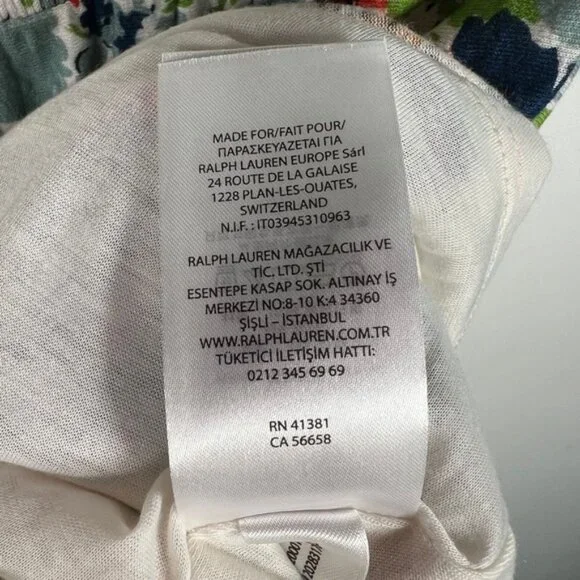 MADE FOR/FAIT POUR/
ΠΑΡΑΣΚΕΥΑΖΕΤΑΙ ΓΙΑ
RALPH LAUREN EUROPE Sárl
24 ROUTE DE LA GALAISE
1228 PLAN-LES-OUATES,
SWITZERLAND
N.I.F. : IT03945310963
RALPH LAUREN MAĞAZACILIK VE
TİC. LTD. ŞTİ
ESENTEPE KASAP SOK. ALTINAY İŞ
MERKEZİ NO:8-10 K:4 34360
ŞİŞLİ – İSTANBUL
WWW.RALPHLAUREN.COM.TR
TÜKETİCİ İLETİŞİM HATTI:
0212 345 69 69
RN 41381
CA 56658